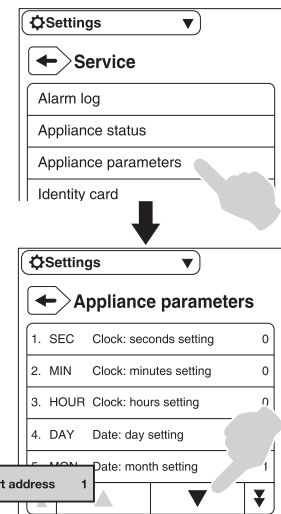 Settings
Service
Alarm log
Appliance status
Appliance parameters
Identity card
Settings
Appliance parameters
1. SEC Clock: seconds setting 0
2. MIN Clock: minutes setting 0
3. HOUR Clock: hours setting 0
4. DAY Date: day setting
5. MON Date: month setting 1
address 1